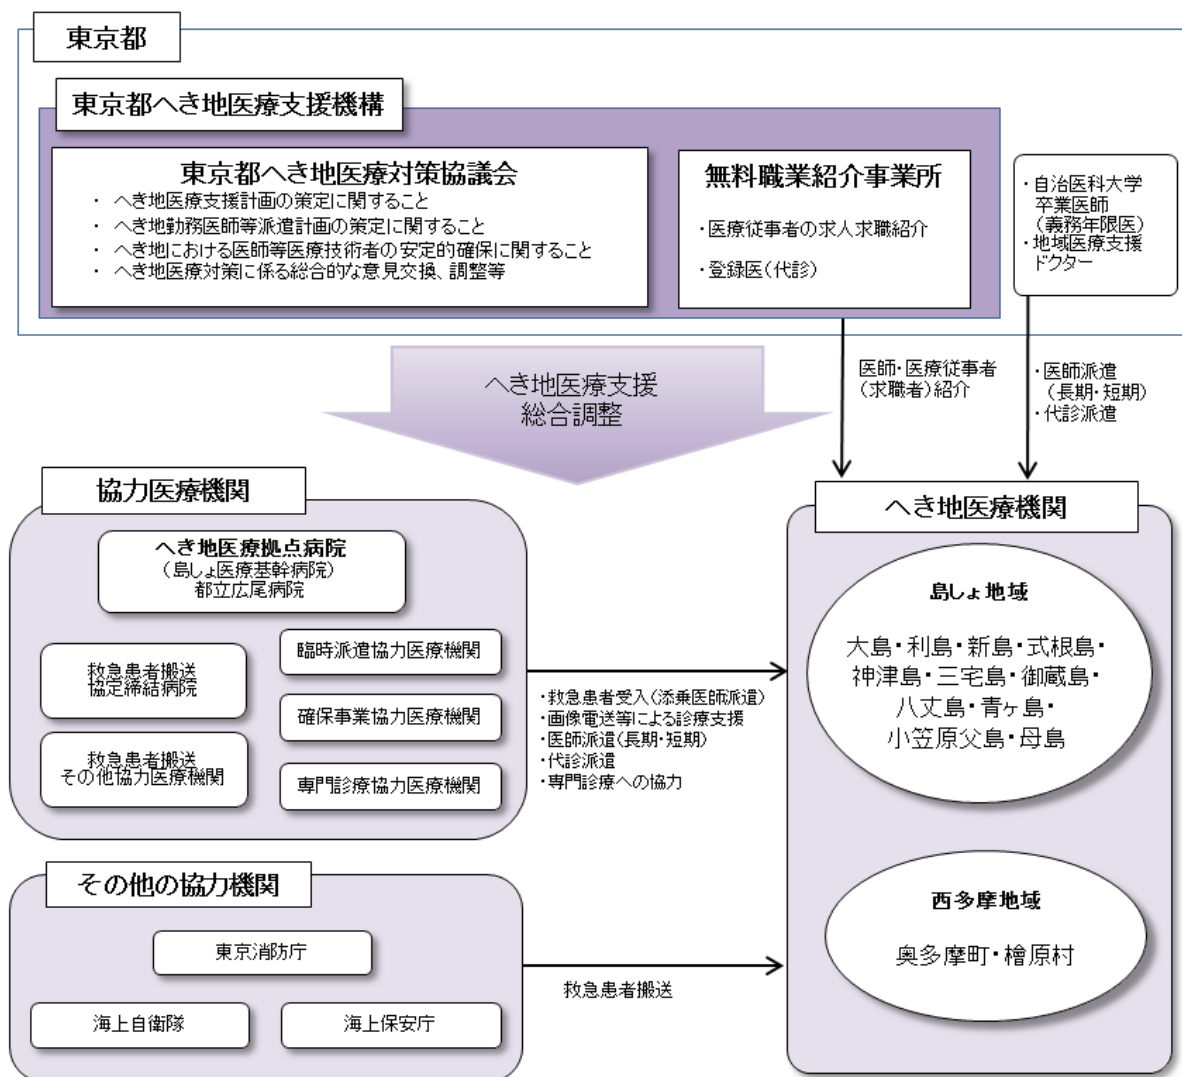 東京都
東京都へき地医療支援機構
東京都へき地医療対策協議会
・ へき地医療支援計画の策定に関すること
・ へき地勤務医師等派遣計画の策定に関すること
・ へき地における医師等医療技術者の安定的確保に関すること
・ へき地医療対策に係る総合的な意見交換、調整等
無料職業紹介事業所
・医療従事者の求人求職紹介
・登録医(代診)
・自治医科大学
卒業医師
(義務年限医)
・地域医療支援
ドクター
へき地医療支援
総合調整
医師・医療従事者
(求職者)紹介
・医師派遣
(長期・短期)
・代診派遣
協力医療機関
へき地医療拠点病院
(島しょ医療基幹病院)
都立広尾病院
救急患者搬送
協定締結病院
救急患者搬送
その他協力医療機関
臨時派遣協力医療機関
確保事業協力医療機関
専門診療協力医療機関
・救急患者受入(添乗医師派遣)
・画像電送等による診療支援
・医師派遣(長期・短期)
・代診派遣
・専門診療への協力
へき地医療機関
島しょ地域
大島・利島・新島・式根島・
神津島・三宅島・御蔵島・
八丈島・青ヶ島・
小笠原父島・母島
西多摩地域
奥多摩町・檜原村
その他の協力機関
東京消防庁
海上自衛隊
海上保安庁
救急患者搬送